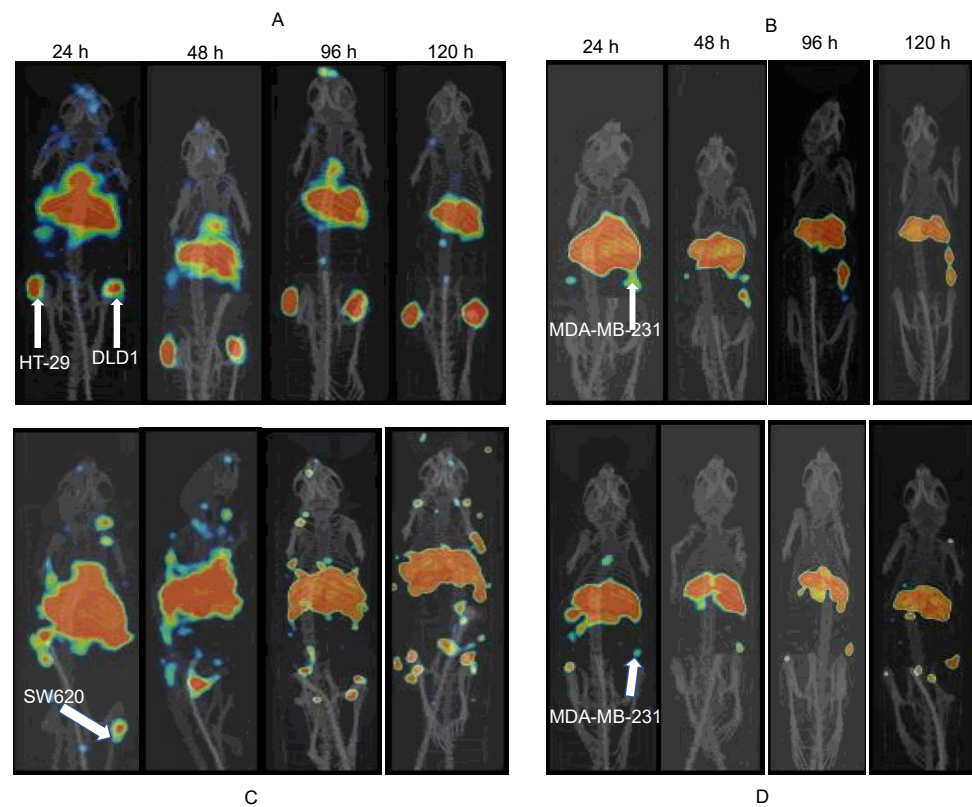 A
B
24 h 48 h 96 h 120 h
24 h 48 h 96 h 120 h
HT-29 DLD1
MDA-MB-231
SW620
MDA-MB-231
C
D